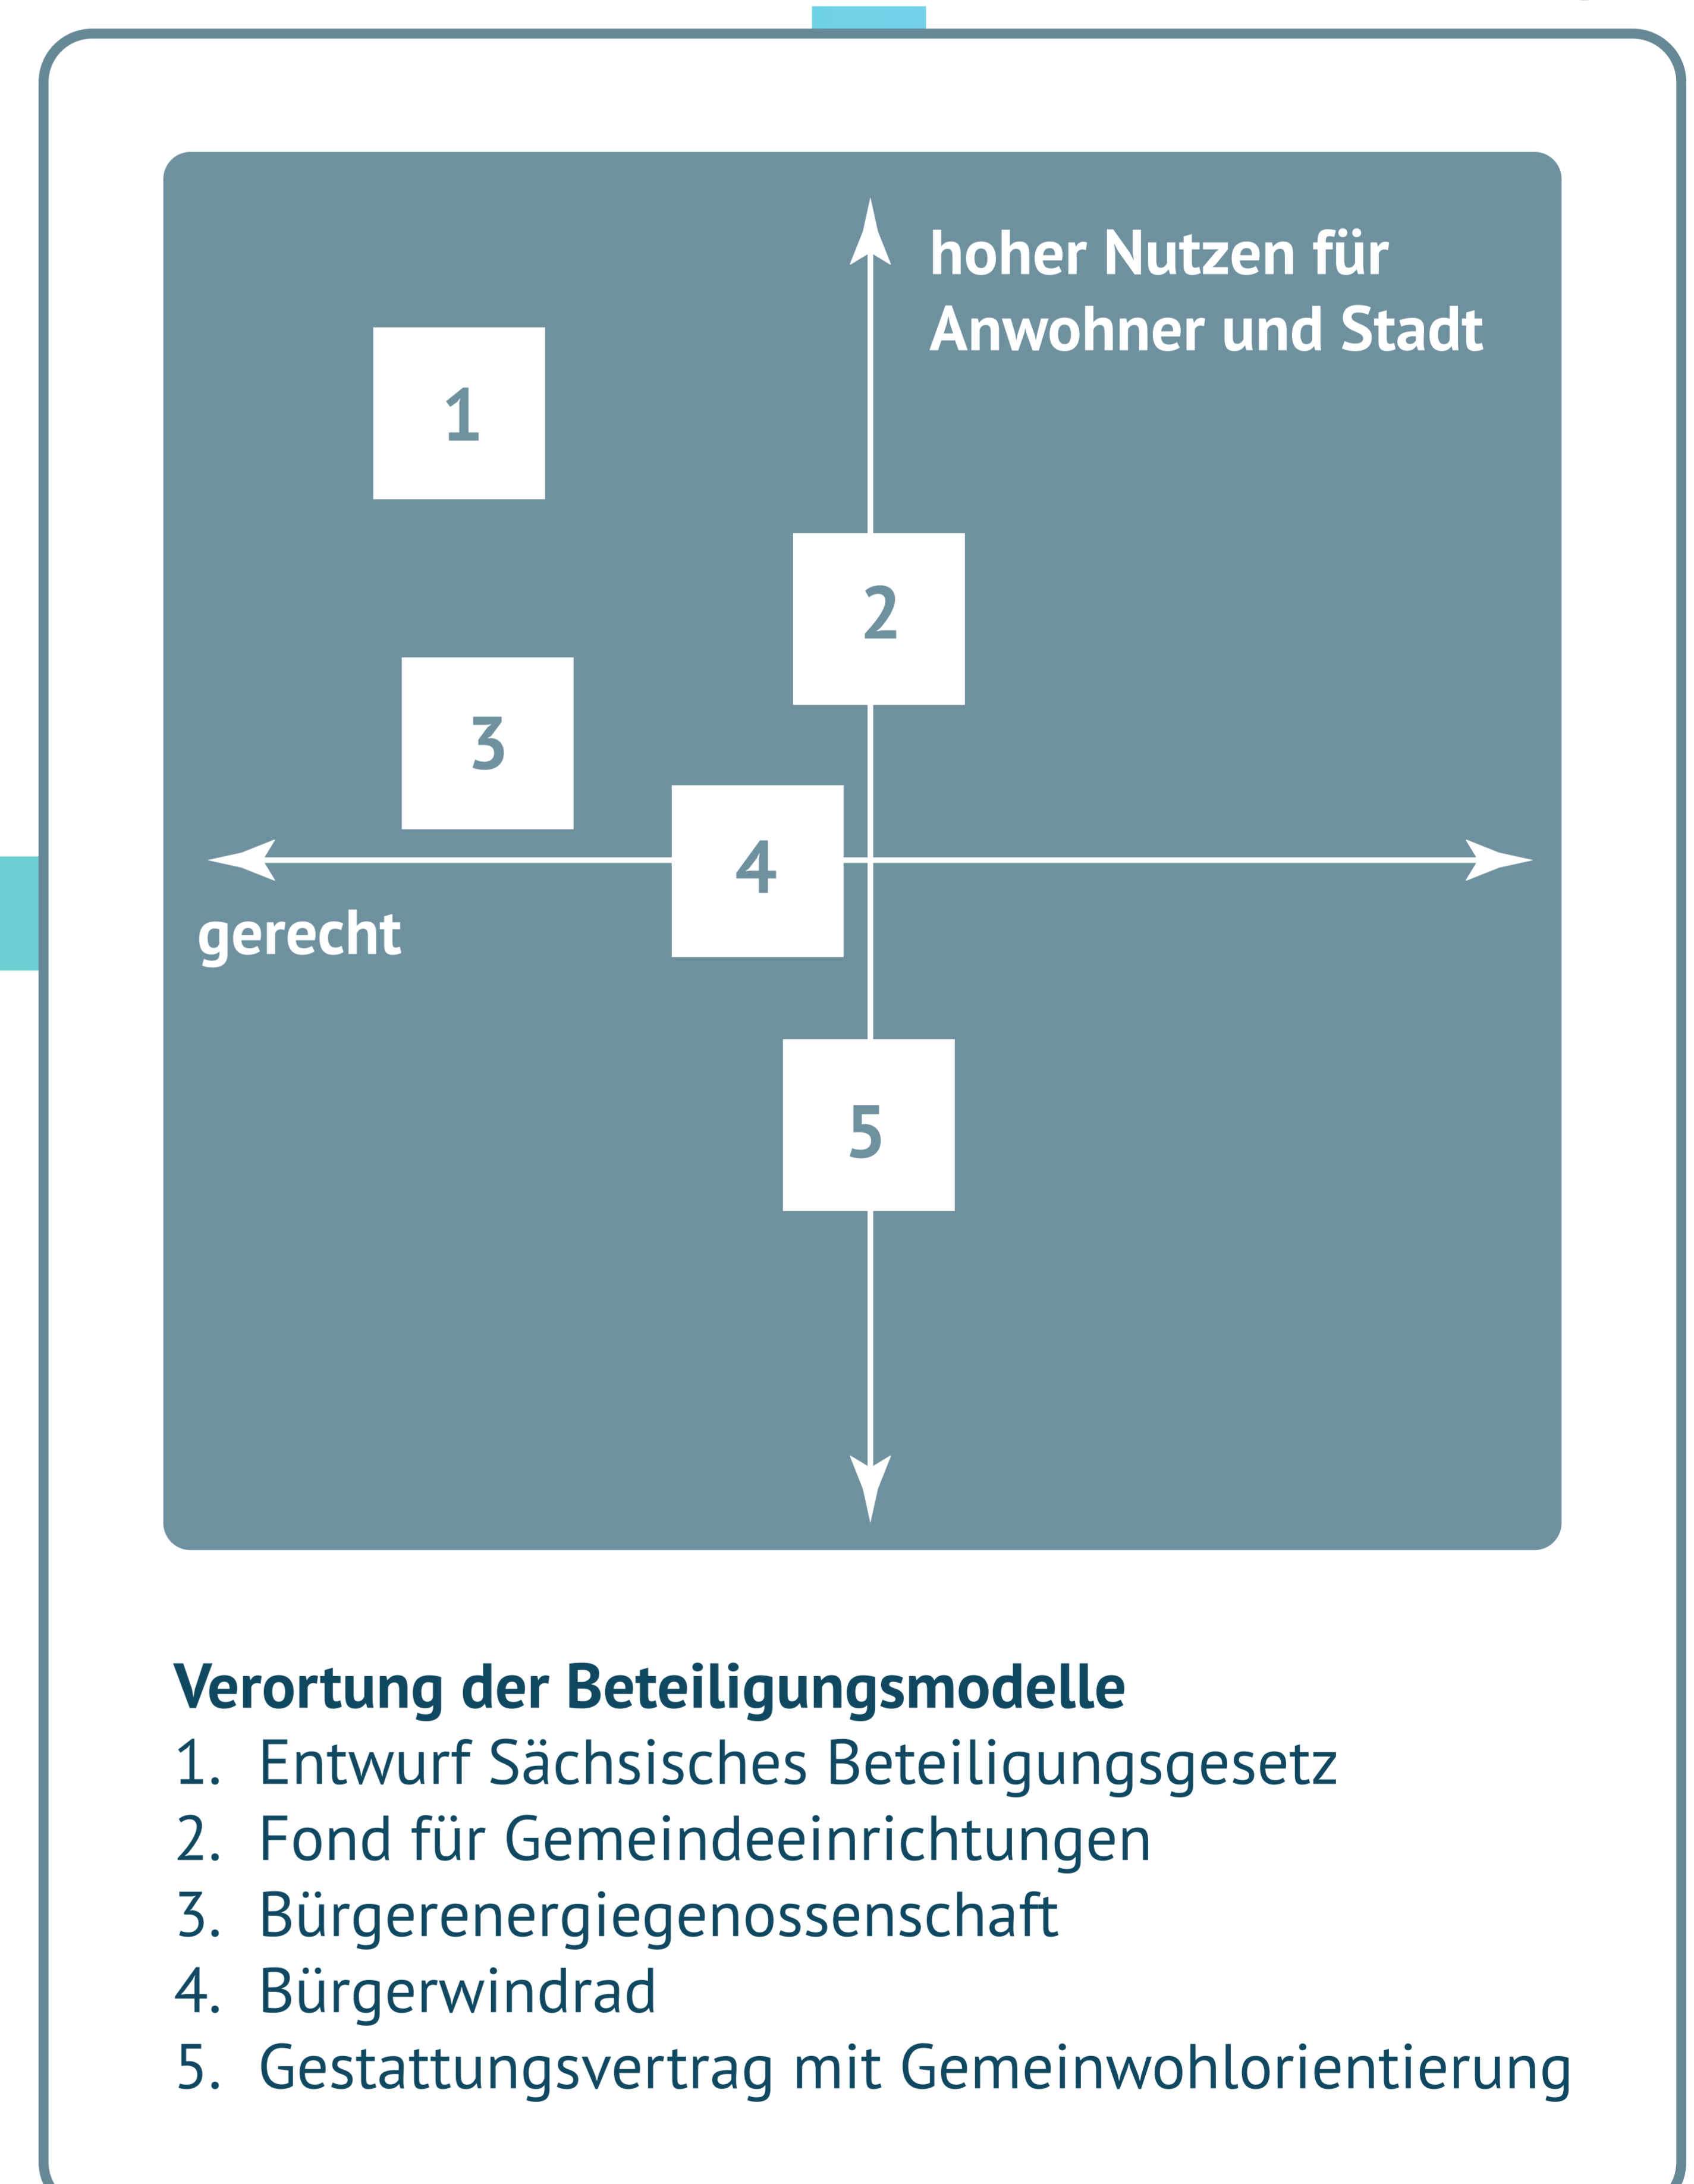 hoher Nutzen für
Anwohner und Stadt
1
2
3
4
gerecht
5
Verortung der Beteiligungsmodelle
1. Entwurf Sächsisches Beteiligungsgesetz
2. Fond für Gemeindeeinrichtungen
3. Bürgerenergiegenossenschaft
4. Bürgerwindrad
5. Gestattungsvertrag mit Gemeinwohlorientierung